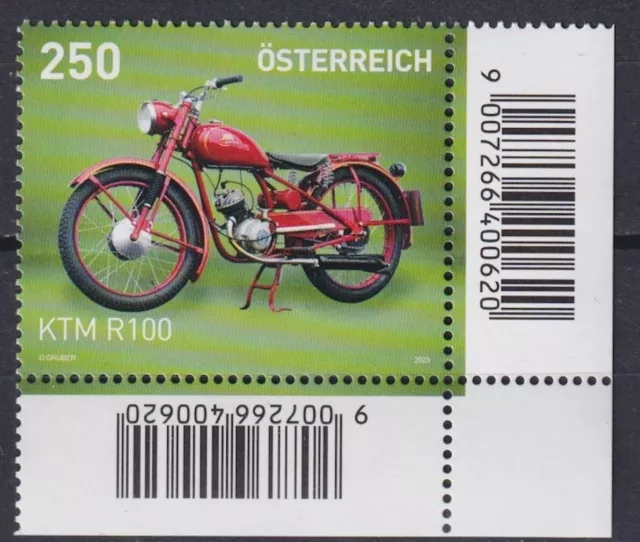 250 ÖSTERREICH
KTM R100
D.GRUBER 2023
9 007266 400620
9 007266 400620